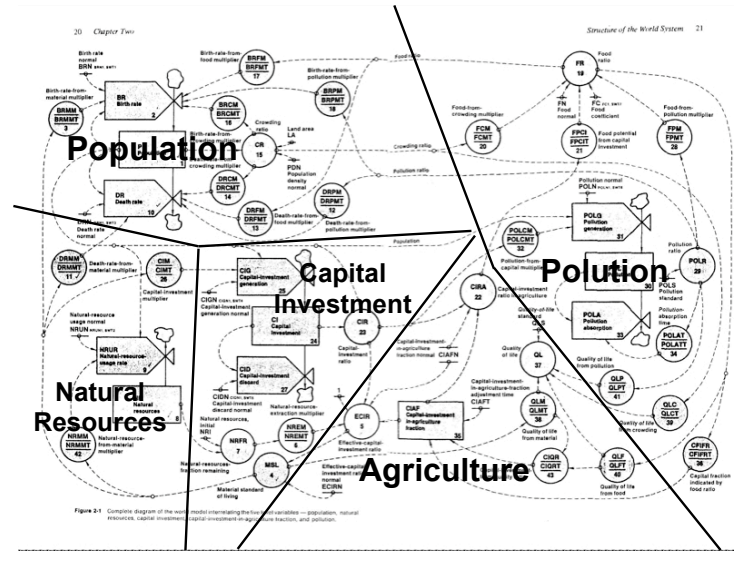 20 Chapter Two
Structure of the World System 21
Birth rate
normal
BRN
Birth-rate-from-
food multiplier
BRFM
BRFMT
17
Food ratio
FR
19
Food
ratio
Birth-rate-from-
material multiplier
BR
Birth rate
2
BRMM
BRMMT
3
Birth-rate-from-
pollution multiplier
BRPM
BRPMT
18
BRCM
BRCMT
16
Crowding
ratio
CR
15
Land area
LA
PDN
Population
density
normal
Food-from-
crowding multiplier
FCM
FCMT
20
FN
Food
normal
FC
Food
coefficient
FPCI
FPCIT
21
Food potential
from capital
investment
Food-from-
pollution
multiplier
FPM
FPMT
28
Population
crowding multiplier
Crowding ratio
Pollution ratio
DR
Death rate
10
DRCM
DRCMT
14
DRFM
DRFMT
13
Death-rate-from-
food multiplier
DRPM
DRPMT
12
Death-rate-from-
pollution multiplier
normal
Population
Pollution normal
POLN
POLG
Pollution
generation
31
POLCM
POLCMT
32
Pollution-from-
capital multiplier
Polution
30
Pollution
ratio
POLR
29
POLS
Pollution
standard
POLA
Pollution
absorption
33
Pollution-
absorption
time
POLAT
POLATT
34
DRMM
DRMMT
11
Death-rate-from-
material multiplier
CIM
CIMT
26
Capital-investment
multiplier
CIG
Capital-investment
generation
25
CIGN
Capital-investment
generation normal
Capital
Investment
CI
Capital
investment
24
CIR
23
Capital-
investment
ratio
CID
Capital-investment
discard
27
CIDN
Capital-investment
discard normal
CIRA
22
Capital-investment
ratio in agriculture
Capital-investment-
in-agriculture-
fraction normal
CIAFN
Capital-investment-
in-agriculture-fraction
adjustment time
CIAFT
CIAF
Capital-investment-
in-agriculture
fraction
35
Natural-resource
usage normal
NRUN
NRUR
Natural-resource-
usage rate
9
Natural
Resources
Natural
resources
8
NRMM
NRMMT
42
Natural-resource-
from-material
multiplier
Natural resources,
initial
NRI
NRFR
7
Natural-resources-
fraction remaining
Natural-resource-
extraction multiplier
NREM
NREMT
6
1
ECIR
5
Effective-capital-
investment ratio
MSL
4
Material standard
of living
Effective-capital-
investment ratio
normal
ECIRN
Agriculture
Quality-of-life
standard
QLS
Quality
of life
QL
37
QLM
QLMT
38
Quality of life
from material
Quality of life
from pollution
QLP
QLPT
41
QLC
QLCT
39
Quality of life
from crowding
CIQR
CIQRT
43
QLF
QLFT
40
Quality of life
from food
CFIFR
CFIFRT
36
Capital fraction
indicated by
food ratio
Figure 2-1 Complete diagram of the world model interrelating the five level variables — population, natural
resources, capital investment, capital-investment-in-agriculture fraction, and pollution.